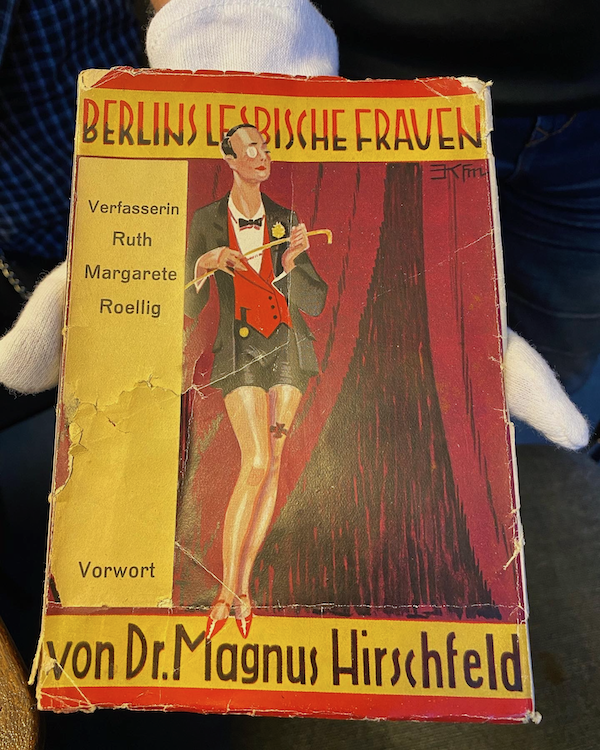 BERLINS LESBISCHE FRAUEN
Verfasserin
Ruth
Margarete
Roellig
Vorwort
von Dr. Magnus Hirschfeld